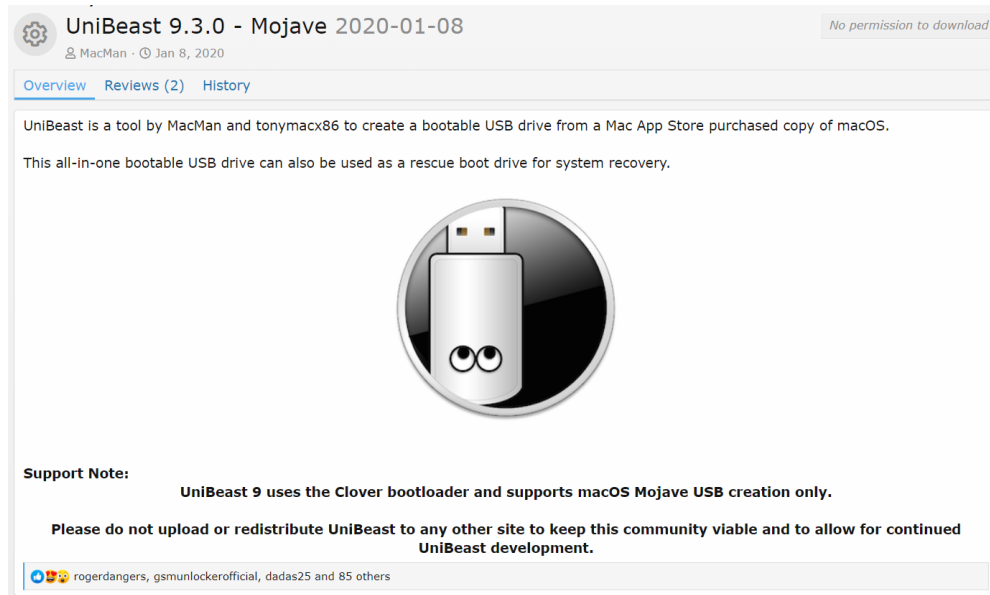 UniBeast 9.3.0 - Mojave 2020-01-08
No permission to download
MacMan · Jan 8, 2020
Overview Reviews (2) History
UniBeast is a tool by MacMan and tonymacx86 to create a bootable USB drive from a Mac App Store purchased copy of macOS.
This all-in-one bootable USB drive can also be used as a rescue boot drive for system recovery.
Support Note:
UniBeast 9 uses the Clover bootloader and supports macOS Mojave USB creation only.
Please do not upload or redistribute UniBeast to any other site to keep this community viable and to allow for continued
UniBeast development.
rogerdangers, gsmunlockerofficial, dadas25 and 85 others